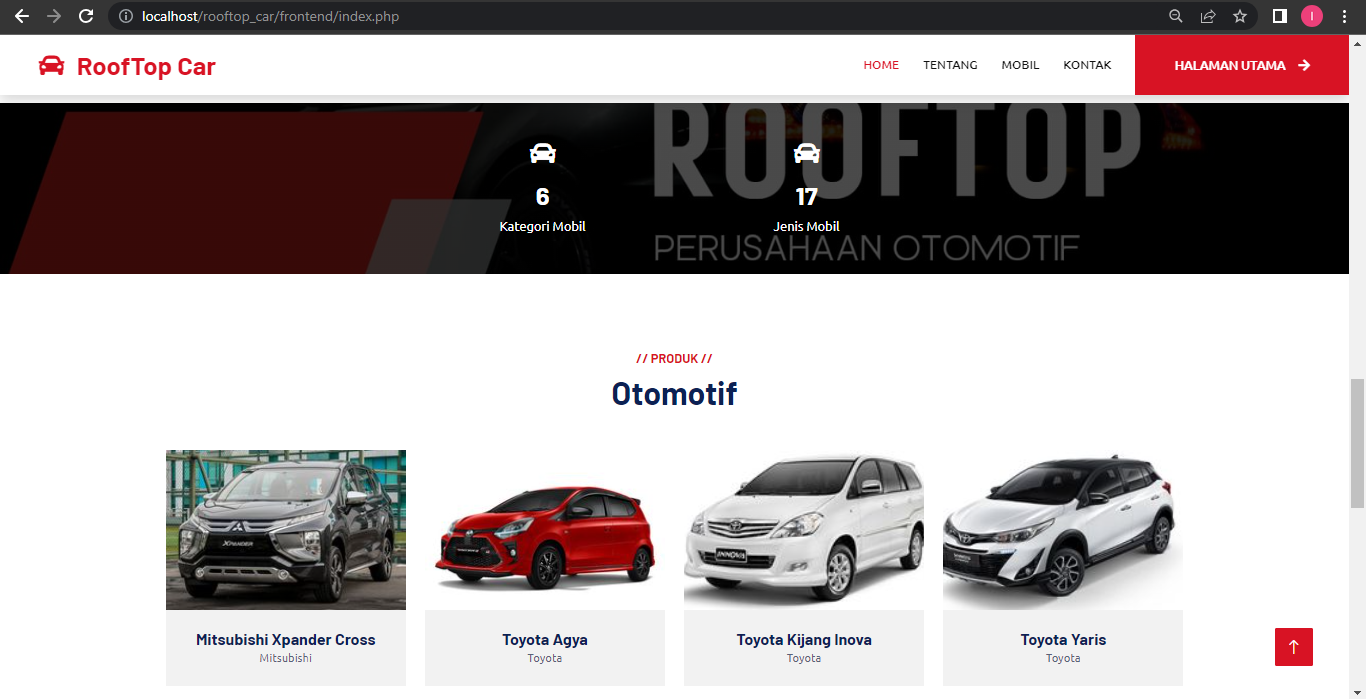 localhost/rooftop_car/frontend/index.php
I
RoofTop Car
HOME TENTANG MOBIL KONTAK HALAMAN UTAMA
ROOFTOP
PERUSAHAAN OTOMOTIF
6 17
Kategori Mobil Jenis Mobil
// PRODUK //
Otomotif
XPANDER
INNOVA
Mitsubishi Xpander Cross Toyota Agya Toyota Kijang Inova Toyota Yaris
Mitsubishi Toyota Toyota Toyota